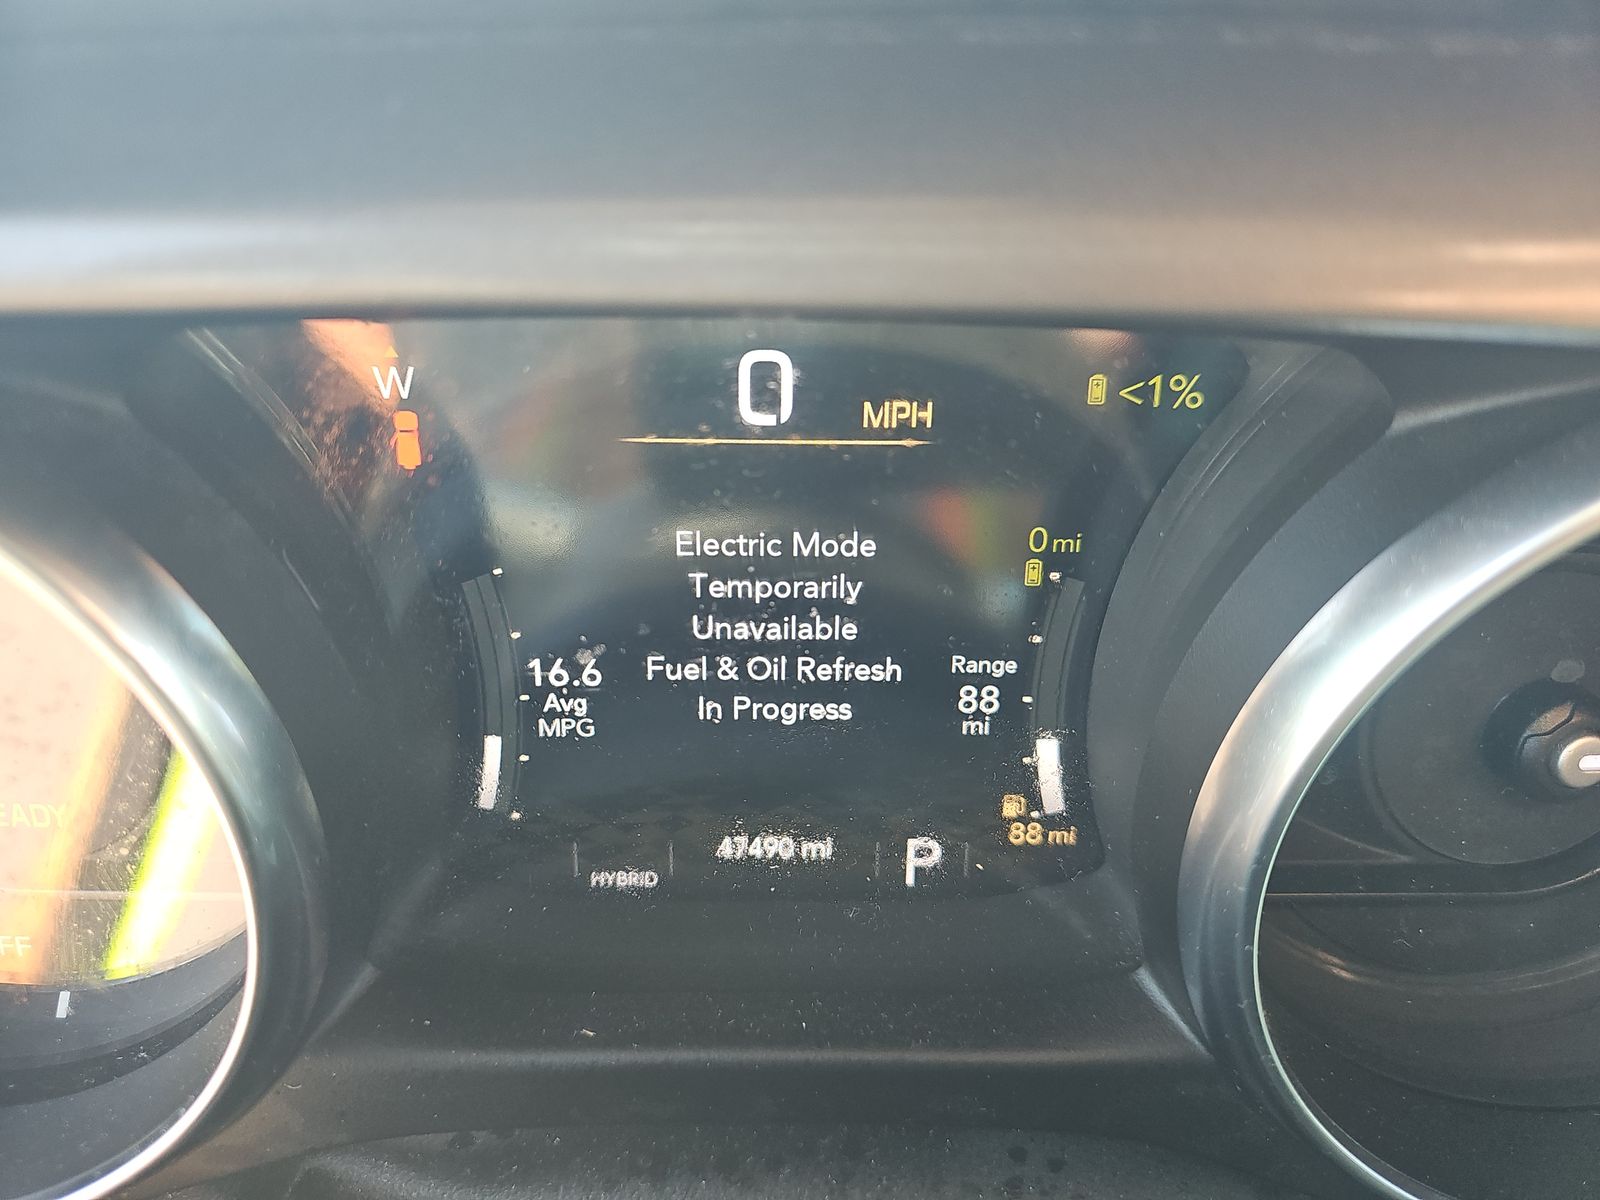 W
0 MPH
<1%
Electric Mode
Temporarily
Unavailable
Fuel & Oil Refresh
In Progress
0 mi
16.6
Avg
MPG
Range
88
mi
88 mi
47490 mi
HYBRID
P